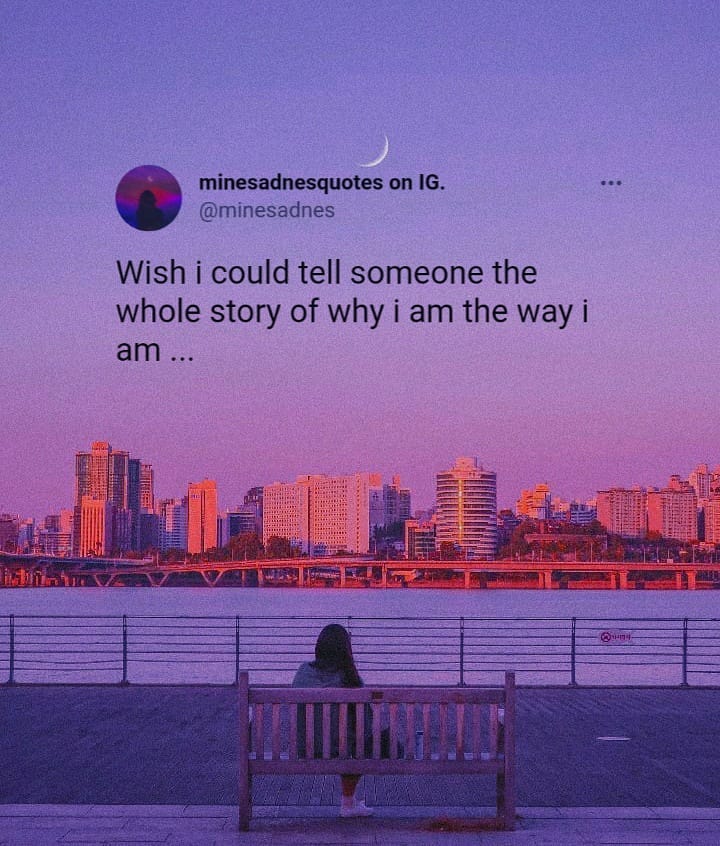 minesadnesquotes on IG.
@minesadnes
Wish i could tell someone the
whole story of why i am the way i
am ...